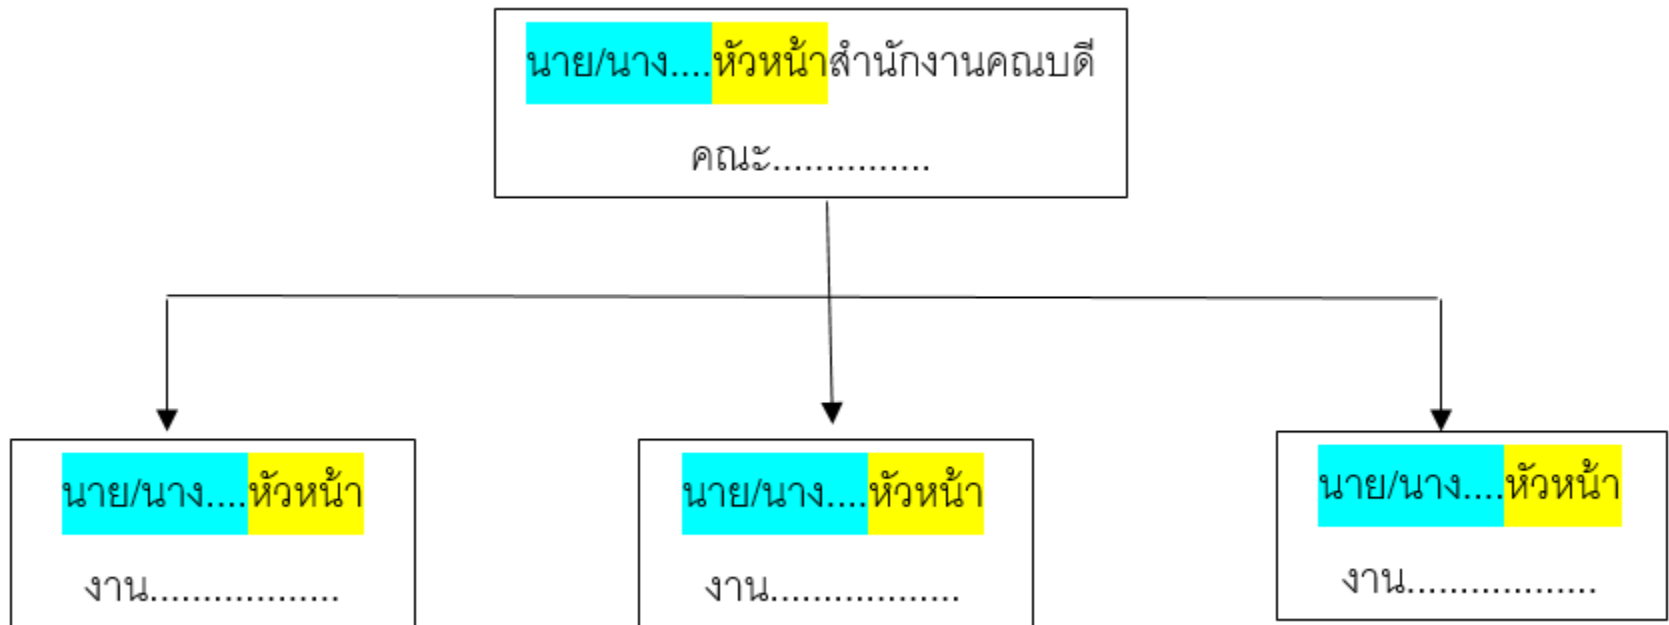 นาย/นาง....หัวหน้าสำนักงานคณบดี
คณะ...............
นาย/นาง....หัวหน้า
งาน..................
นาย/นาง....หัวหน้า
งาน..................
นาย/นาง....หัวหน้า
งาน..................